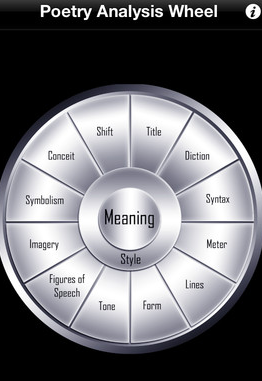 Poetry Analysis Wheel
i
Shift
Title
Conceit
Diction
Symbolism
Syntax
Meaning
Imagery
Meter
Style
Figures of
Speech
Lines
Tone
Form